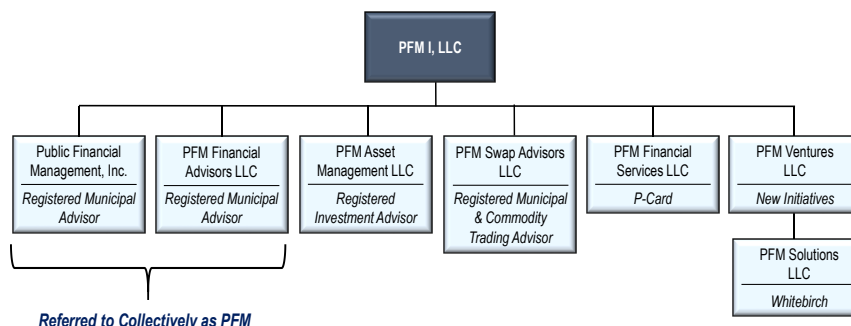 PFM I, LLC
Public Financial
Management, Inc.
Registered Municipal
Advisor
PFM Financial
Advisors LLC
Registered Municipal
Advisor
PFM Asset
Management LLC
Registered
Investment Advisor
PFM Swap Advisors
LLC
Registered Municipal
& Commodity
Trading Advisor
PFM Financial
Services LLC
P-Card
PFM Ventures
LLC
New Initiatives
PFM Solutions
LLC
Whitebirch
Referred to Collectively as PFM